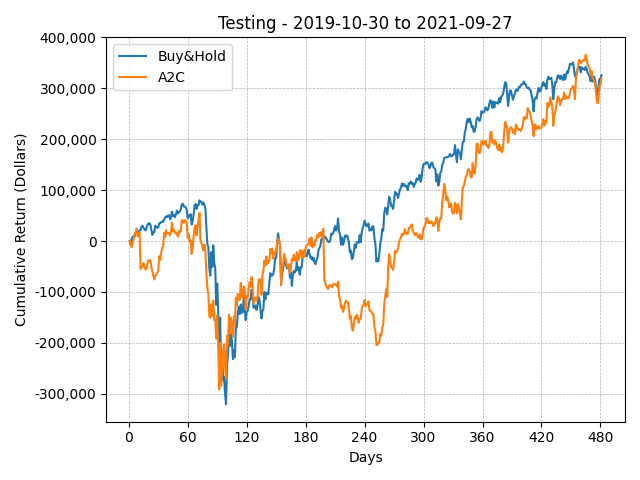 Testing - 2019-10-30 to 2021-09-27
Buy&Hold
A2C
Cumulative Return (Dollars)
400,000
300,000
200,000
100,000
0
-100,000
-200,000
-300,000
0 60 120 180 240 300 360 420 480
Days